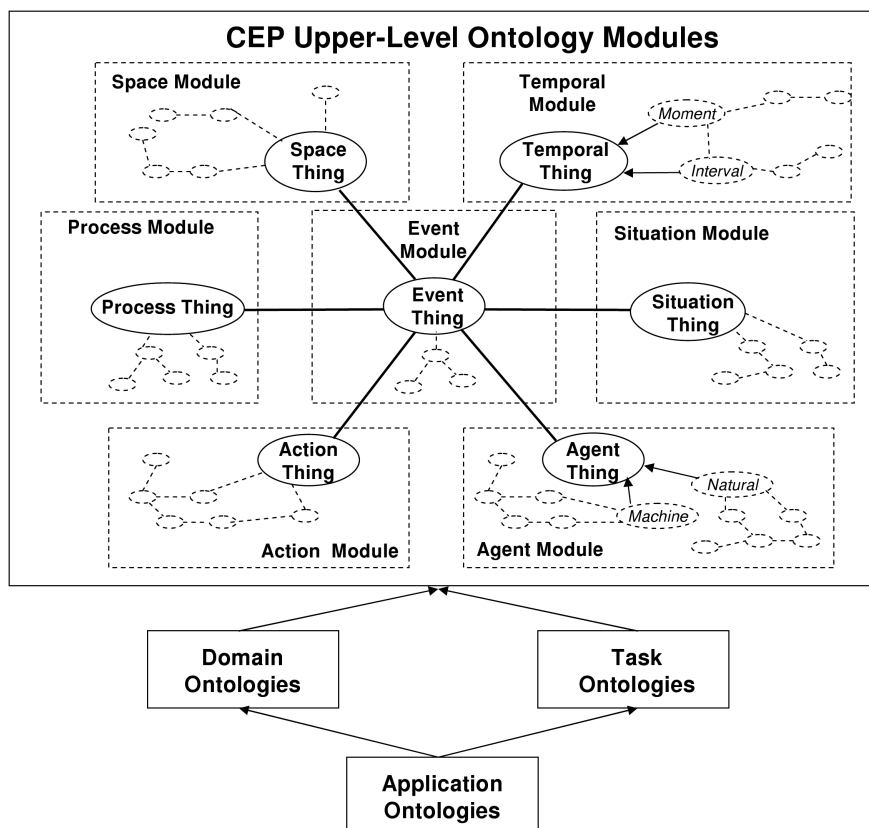 CEP Upper-Level Ontology Modules
Space Module
Space
Thing
Temporal
Module
Moment
Temporal
Thing
Interval
Process Module
Process Thing
Event
Module
Event
Thing
Situation Module
Situation
Thing
Action
Thing
Action Module
Agent
Thing
Natural
Machine
Agent Module
Domain
Ontologies
Task
Ontologies
Application
Ontologies